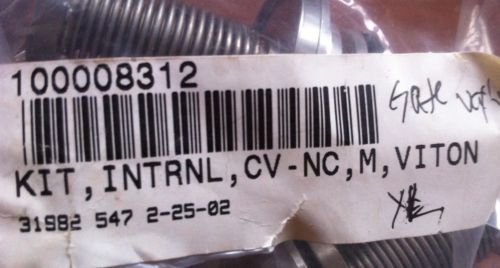 100008312
KIT, INTRNL, CV-NC, M, VITON
31982 547 2-25-02